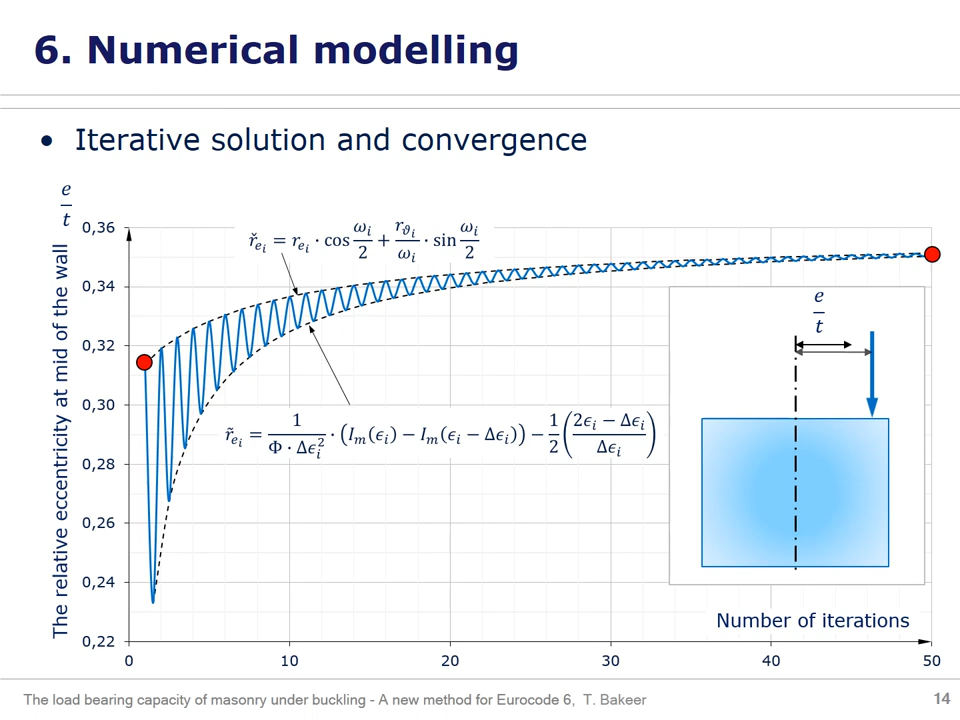 6. Numerical modelling
• Iterative solution and convergence
The relative eccentricity at mid of the wall e/t
0,36
0,34
0,32
0,30
0,28
0,26
0,24
0,22
0 10 20 30 40 50
Number of iterations
ř_{e_i} = r_{e_i} · cos ω_i/2 + r_{ϑ_i}/ω_i · sin ω_i/2
r̃_{e_i} = 1/(Φ · Δϵ_i^2) · (I_m(ϵ_i) − I_m(ϵ_i − Δϵ_i)) − 1/2 ((2ϵ_i − Δϵ_i)/Δϵ_i)
e/t
The load bearing capacity of masonry under buckling - A new method for Eurocode 6, T. Bakeer
14